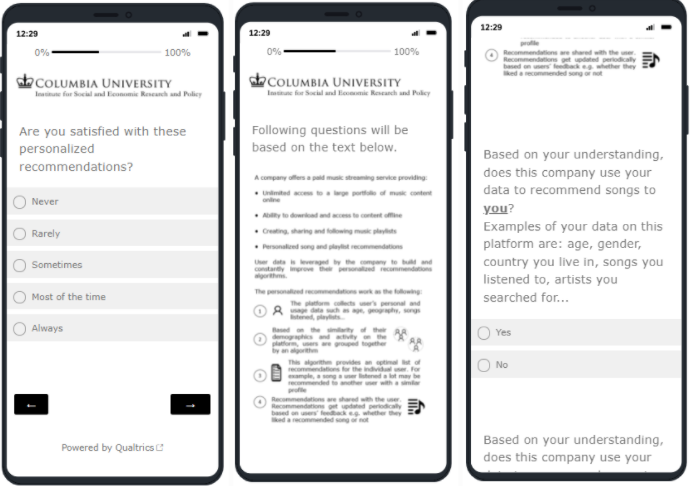 12:29
0% 100%
COLUMBIA UNIVERSITY
Institute for Social and Economic Research and Policy
Are you satisfied with these
personalized
recommendations?
Never
Rarely
Sometimes
Most of the time
Always
←
→
Powered by Qualtrics
12:29
0% 100%
COLUMBIA UNIVERSITY
Institute for Social and Economic Research and Policy
Following questions will be
based on the text below.
A company offers a paid music streaming service providing:
• Unlimited access to a large portfolio of music content
online
• Ability to download and access to content offline
• Creating, sharing and following music playlists
• Personalized song and playlist recommendations
User data is leveraged by the company to build and
constantly improve their personalized recommendations
algorithms.
The personalized recommendations work as the following:
1 The platform collects user's personal and
usage data such as age, geography, songs
listened, playlists..
2 Based on the similarity of their
demographics and activity on the
platform, users are grouped together
by an algorithm
3 This algorithm provides an optimal list of
recommendations for the individual user. For
example, a song a user listened a lot may be
recommended to another user with a similar
profile
4 Recommendations are shared with the user.
Recommendations get updated periodically
based on users' feedback e.g. whether they
liked a recommended song or not
12:29
profile
4 Recommendations are shared with the user.
Recommendations get updated periodically
based on users' feedback e.g. whether they
liked a recommended song or not
Based on your understanding,
does this company use your
data to recommend songs to
you?
Examples of your data on this
platform are: age, gender,
country you live in, songs you
listened to, artists you
searched for...
Yes
No
Based on your understanding,
does this company use your